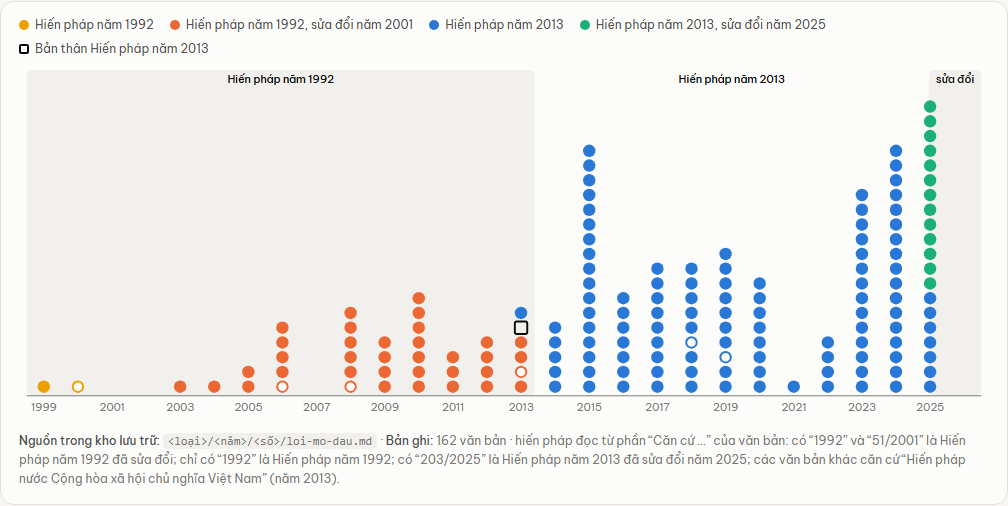 Hiến pháp năm 1992 Hiến pháp năm 1992, sửa đổi năm 2001 Hiến pháp năm 2013 Hiến pháp năm 2013, sửa đổi năm 2025
Bản thân Hiến pháp năm 2013
Hiến pháp năm 1992 Hiến pháp năm 2013 sửa đổi
1999 2001 2003 2005 2007 2009 2011 2013 2015 2017 2019 2021 2023 2025
Nguồn trong kho lưu trữ: <loại>/<năm>/<số>/loi-mo-dau.md · Bản ghi: 162 văn bản · hiến pháp đọc từ phần “Căn cứ ...” của văn bản: có “1992” và “51/2001” là Hiến
pháp năm 1992 đã sửa đổi; chỉ có “1992” là Hiến pháp năm 1992; có “203/2025” là Hiến pháp năm 2013 đã sửa đổi năm 2025; các văn bản khác căn cứ “Hiến pháp
nước Cộng hòa xã hội chủ nghĩa Việt Nam” (năm 2013).